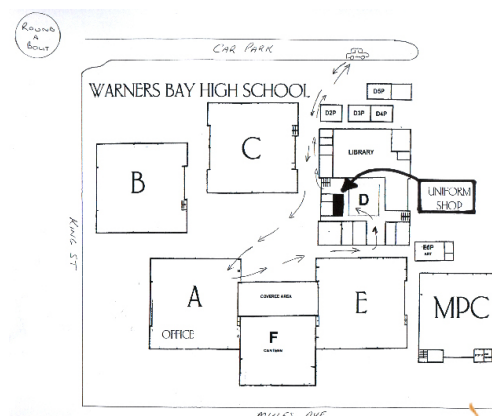 ROUND
A
BOUT
CAR PARK
WARNERS BAY HIGH SCHOOL
D5P
D2P
D3P
D4P
C
LIBRARY
B
D
UNIFORM
SHOP
KING ST
E6P
ART
A
OFFICE
COVERED AREA
E
MPC
F
CANTEEN